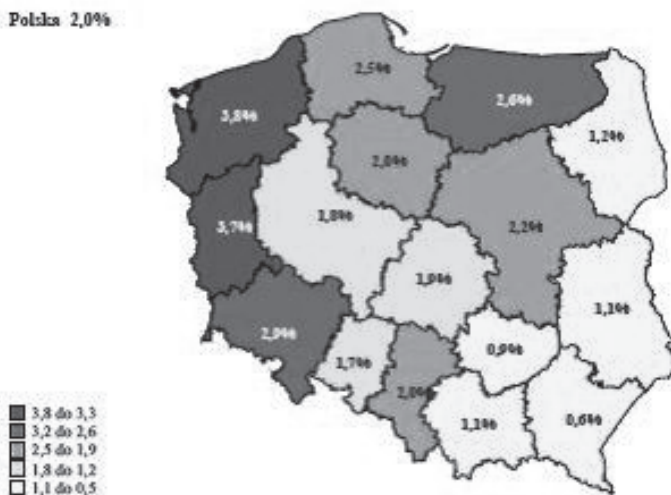 Polska 2,0%
2,5%
3,8%
2,6%
1,2%
2,0%
1,8%
3,7%
2,2%
1,9%
1,1%
2,9%
0,9%
1,7%
2,0%
1,1%
0,6%
3,8 do 3,3
3,2 do 2,6
2,5 do 1,9
1,8 do 1,2
1,1 do 0,5